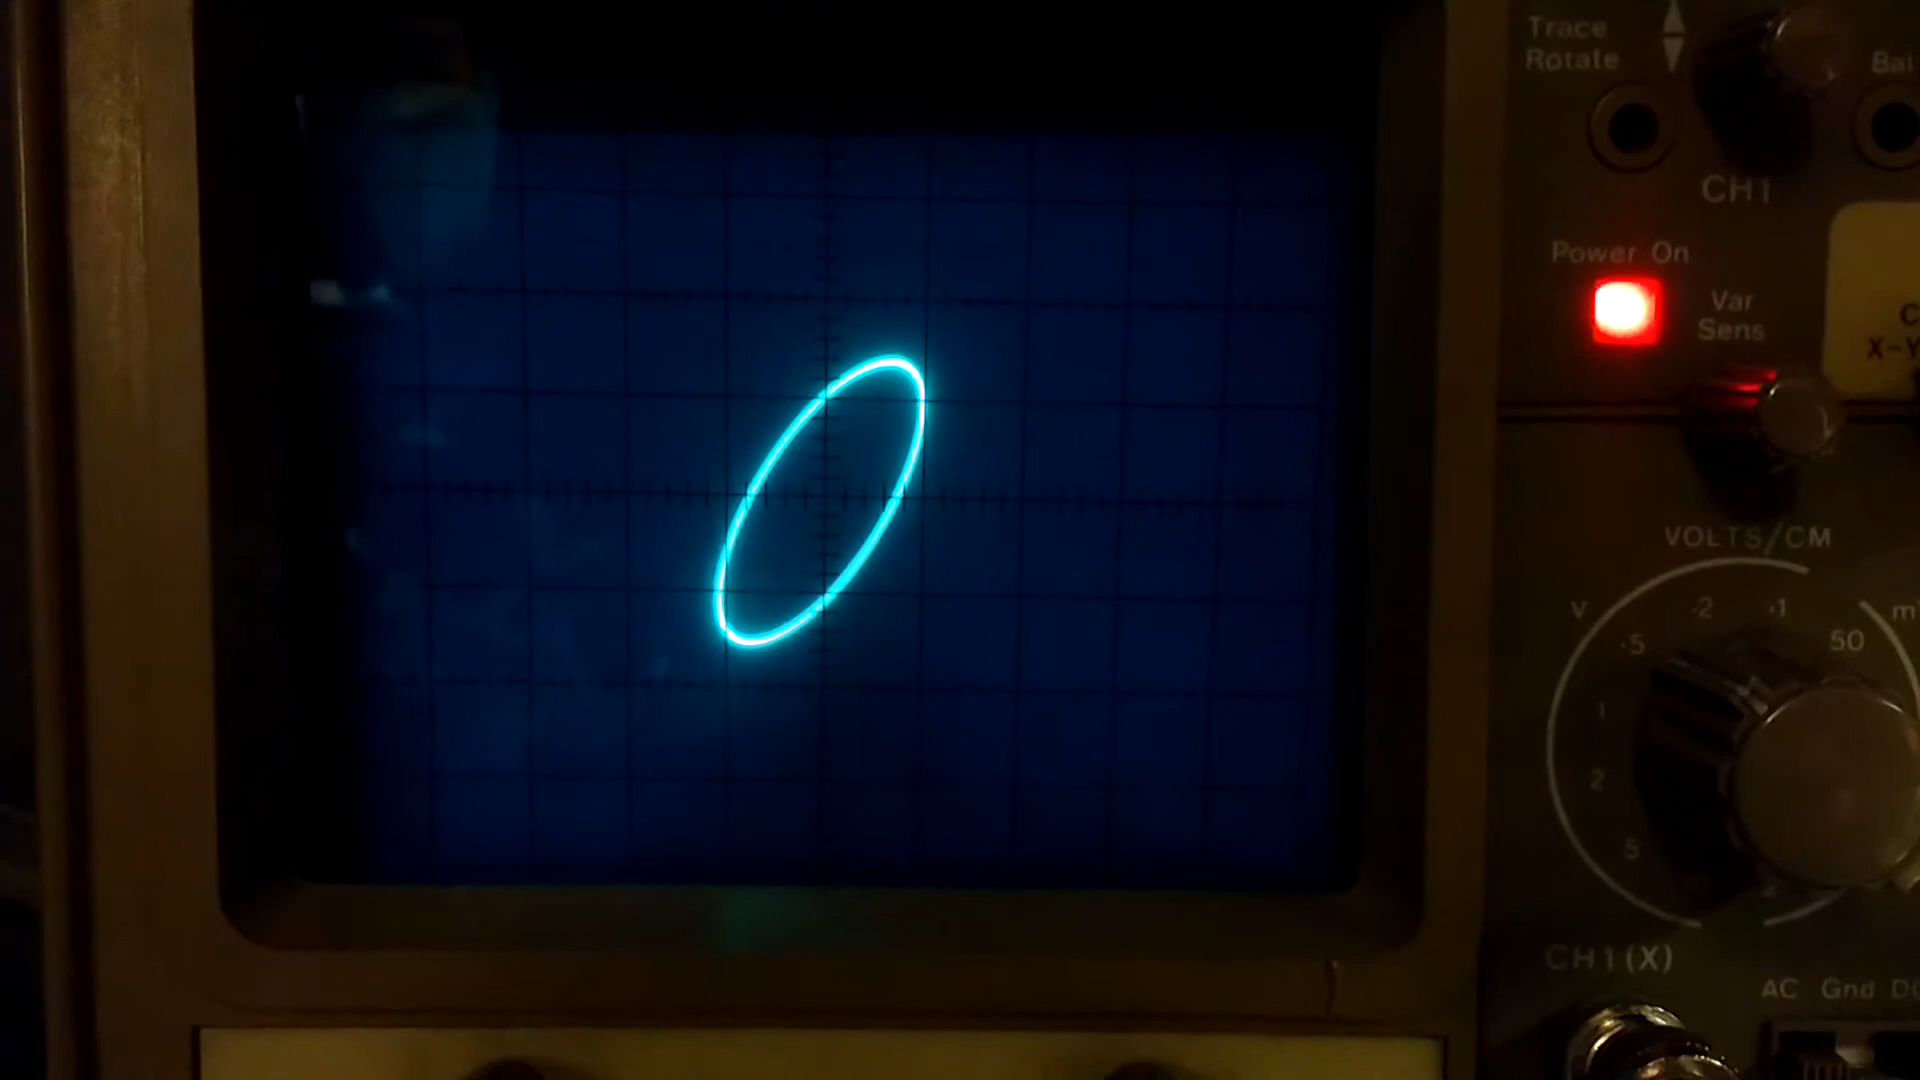 Trace
Rotate
Bal
CH1
Power On
Var
Sens
X-Y
VOLTS/CM
V
·5
·2
·1
50
m
1
2
5
CH1(X)
AC Gnd DC